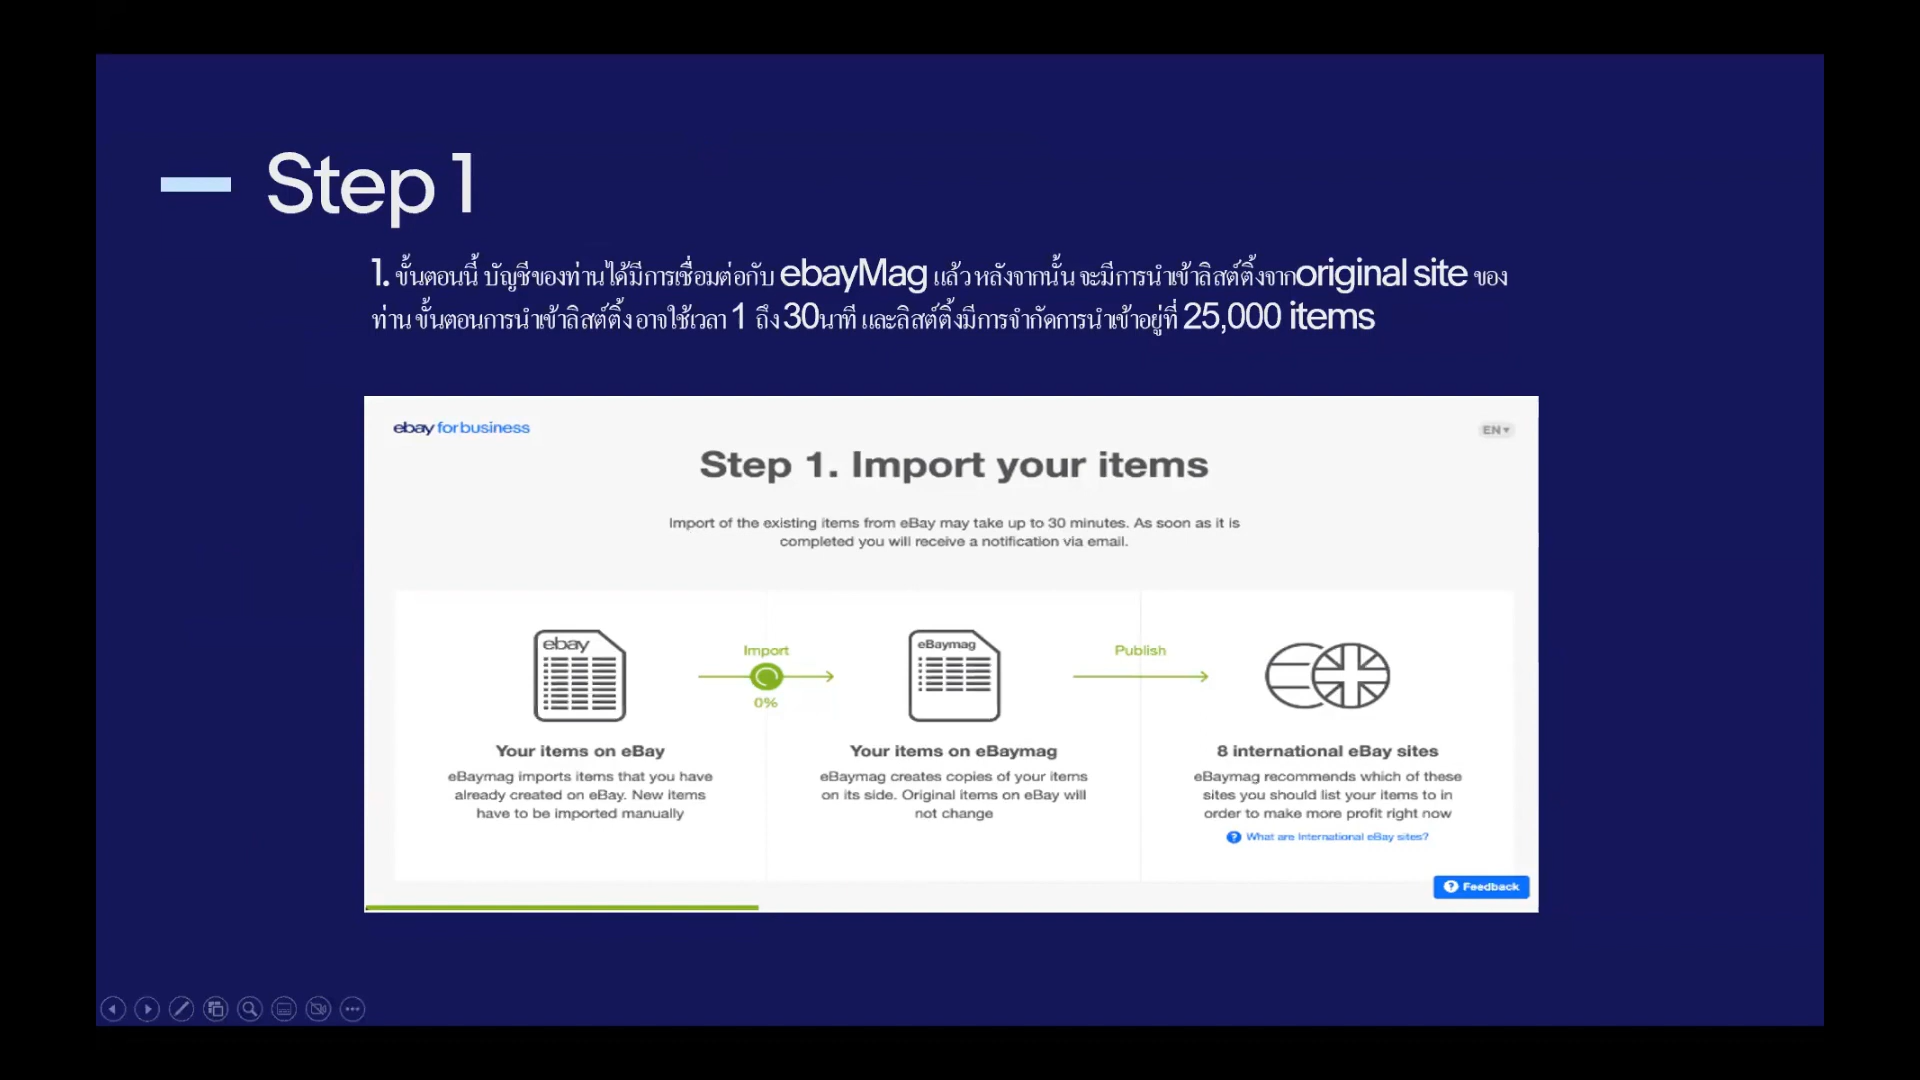 Step 1
1. ขั้นตอนนี้ บัญชีของท่านได้มีการเชื่อมต่อกับ ebayMag แล้ว หลังจากนั้น จะมีการนำเข้าลิสต์ติ้งจากoriginal site ของ
ท่าน ขั้นตอนการนำเข้าลิสต์ติ้ง อาจใช้เวลา 1 ถึง 30นาที และลิสต์ติ้งมีการจำกัดการนำเข้าอยู่ที่ 25,000 items
ebay for business
EN
Step 1. Import your items
Import of the existing items from eBay may take up to 30 minutes. As soon as it is
completed you will receive a notification via email.
ebay
Import
0%
eBaymag
Publish
Your items on eBay
eBaymag imports items that you have
already created on eBay. New items
have to be imported manually
Your items on eBaymag
eBaymag creates copies of your items
on its side. Original items on eBay will
not change
8 international eBay sites
eBaymag recommends which of these
sites you should list your items to in
order to make more profit right now
? What are International eBay sites?
? Feedback